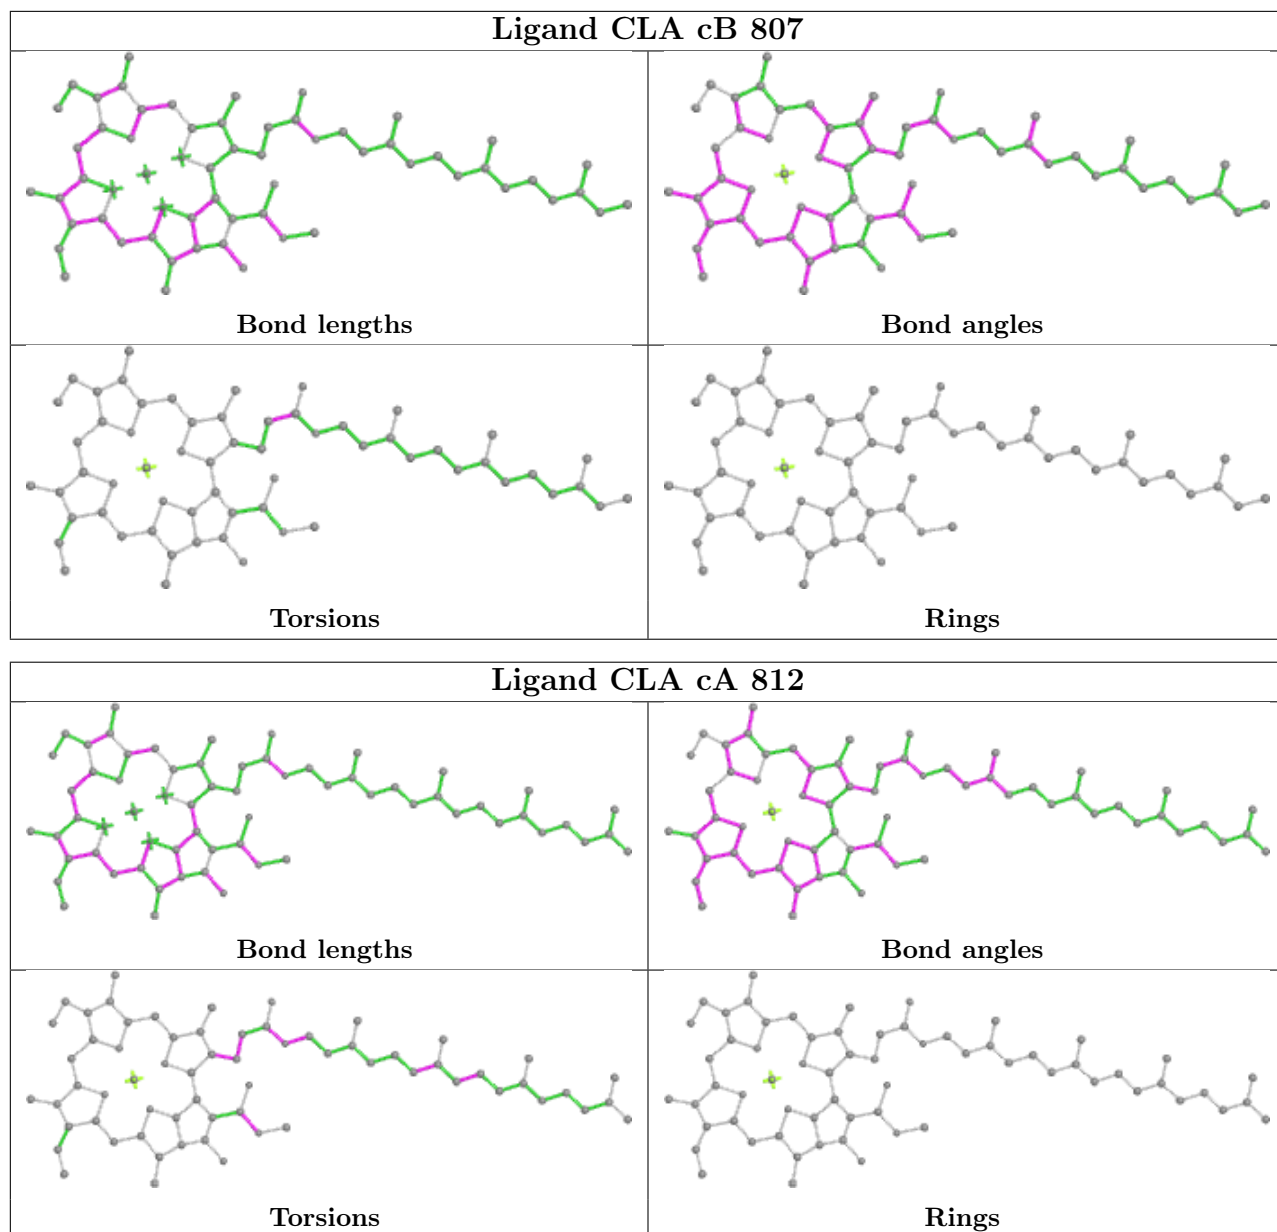 Ligand CLA cB 807
Bond lengths
Bond angles
Torsions
Rings
Ligand CLA cA 812
Bond lengths
Bond angles
Torsions
Rings